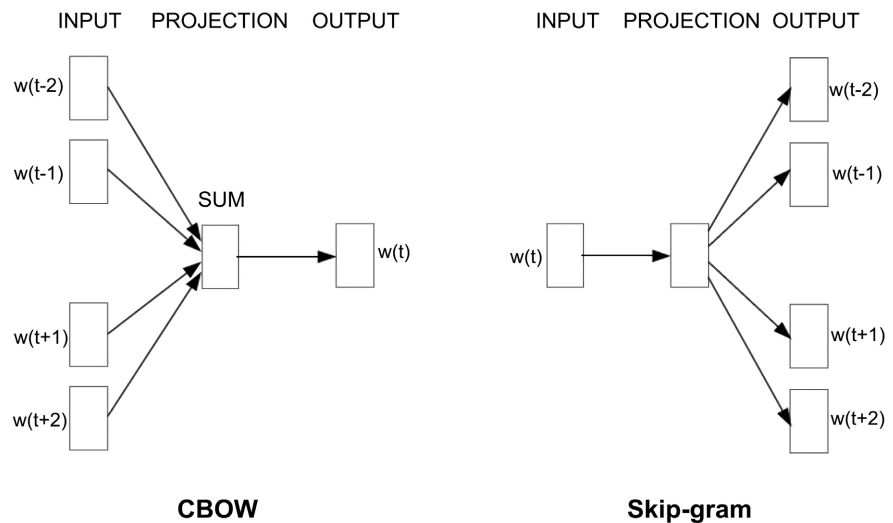 INPUT PROJECTION OUTPUT
w(t-2)
w(t-1)
SUM
w(t)
w(t+1)
w(t+2)
CBOW
INPUT PROJECTION OUTPUT
w(t-2)
w(t-1)
w(t)
w(t+1)
w(t+2)
Skip-gram